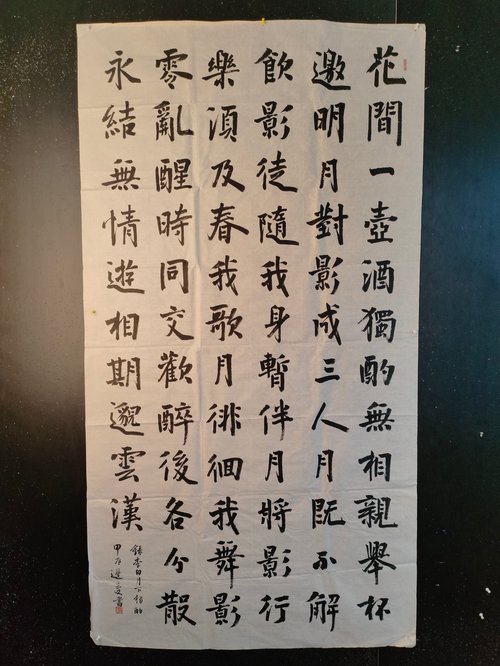 花間一壺酒獨酌無相親舉杯
邀明月對影成三人月既不解
飲影徒隨我身暫伴月將影行
樂須及春我歌月徘徊我舞影
零亂醒時同交歡醉後各分散
永結無情遊相期邈雲漢
錄李白月下獨酌
甲辰書